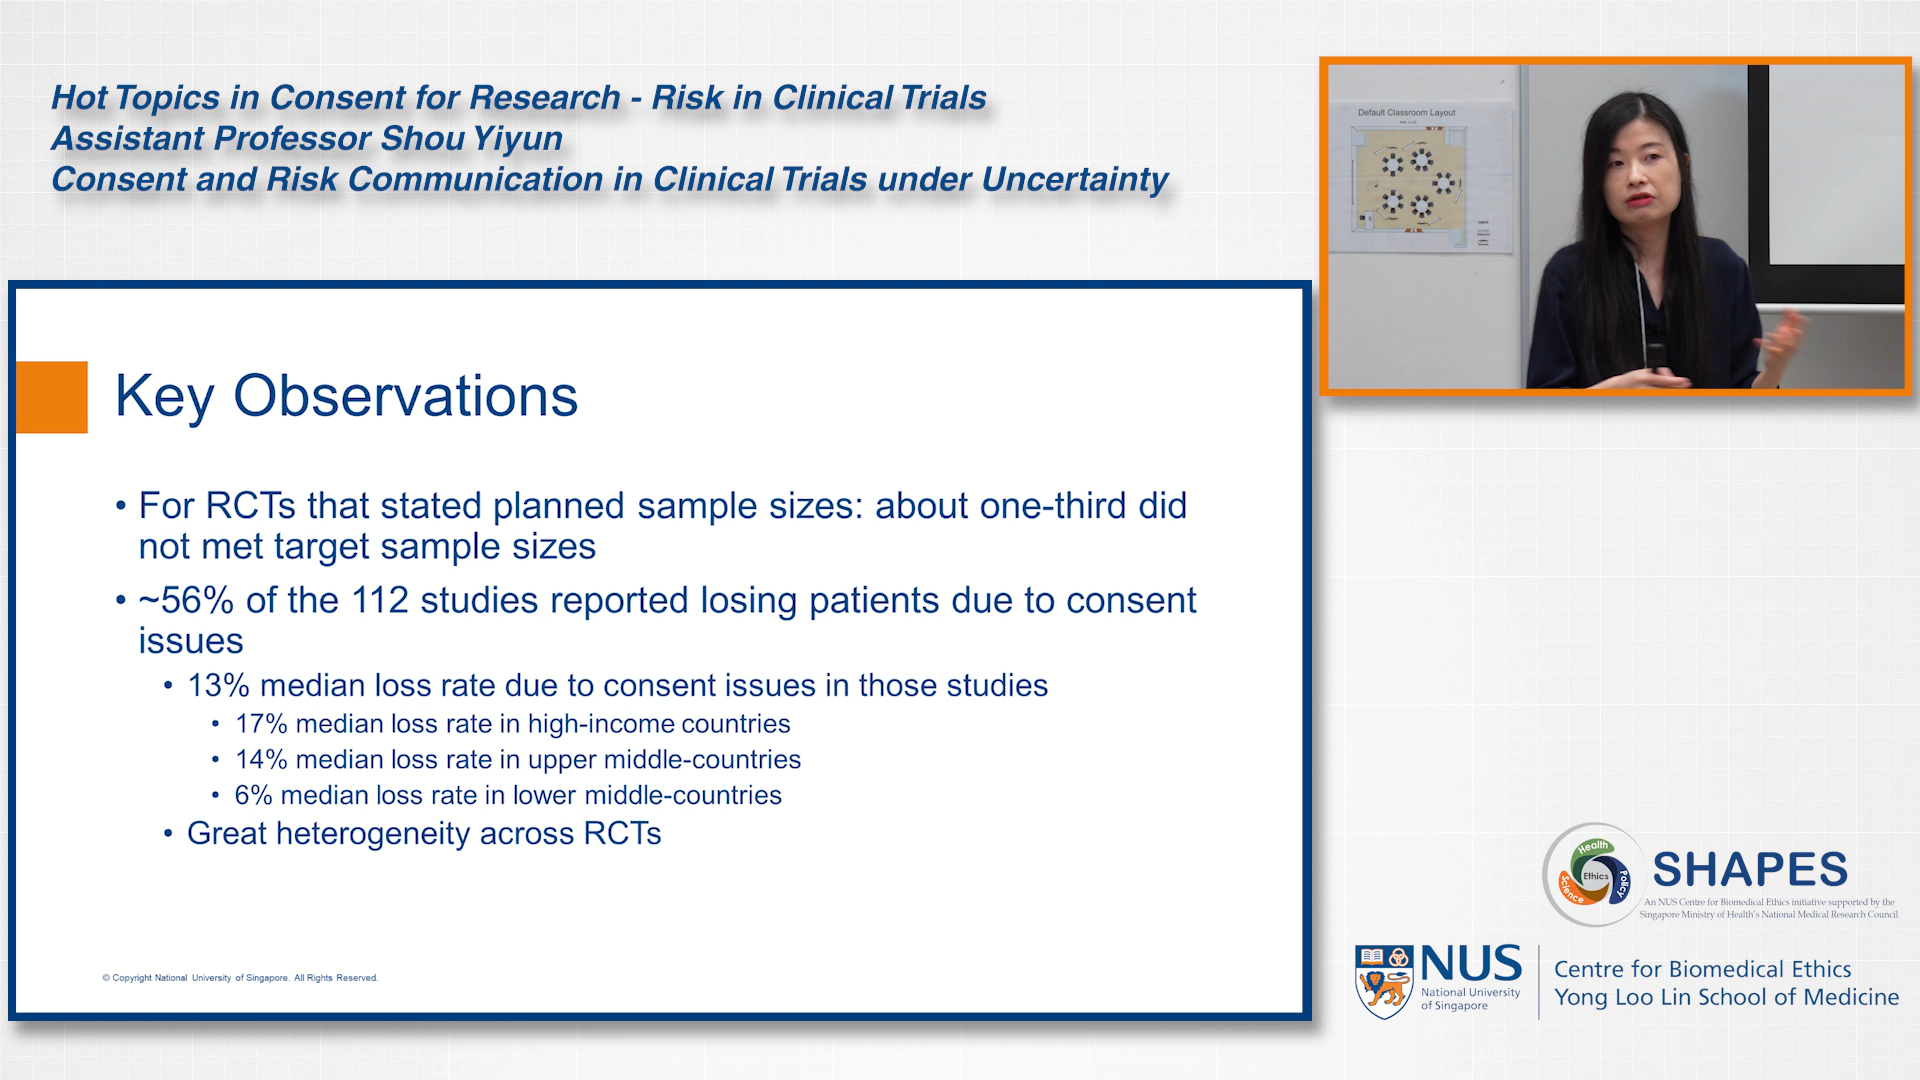 Hot Topics in Consent for Research - Risk in Clinical Trials
Assistant Professor Shou Yiyun
Consent and Risk Communication in Clinical Trials under Uncertainty
Default Classroom Layout
Key Observations
• For RCTs that stated planned sample sizes: about one-third did
not met target sample sizes
• ~56% of the 112 studies reported losing patients due to consent
issues
• 13% median loss rate due to consent issues in those studies
• 17% median loss rate in high-income countries
• 14% median loss rate in upper middle-countries
• 6% median loss rate in lower middle-countries
• Great heterogeneity across RCTs
© Copyright National University of Singapore. All Rights Reserved.
Health
Ethics
Science
Policy
SHAPES
An NUS Centre for Biomedical Ethics initiative supported by the
Singapore Ministry of Health's National Medical Research Council
NUS
National University
of Singapore
Centre for Biomedical Ethics
Yong Loo Lin School of Medicine